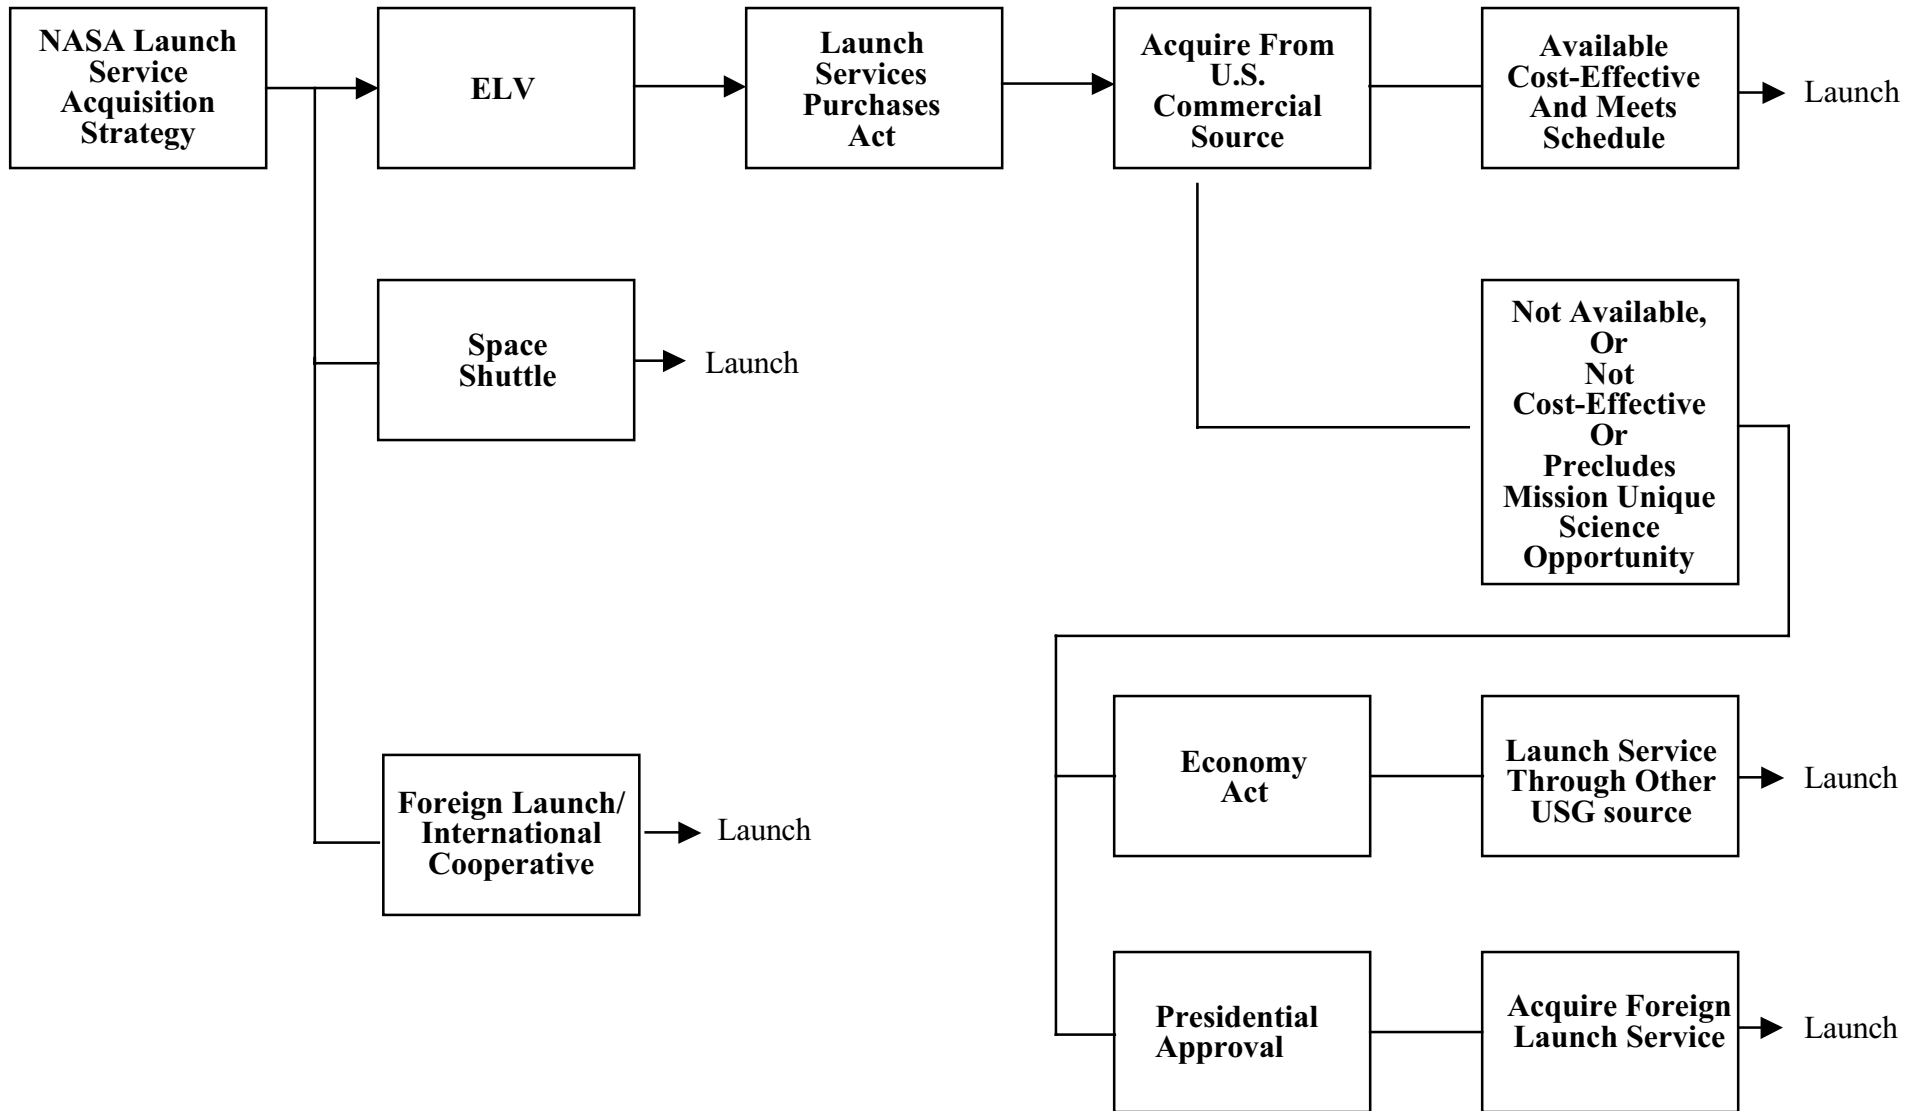 NASA Launch
Service
Acquisition
Strategy
ELV
Launch
Services
Purchases
Act
Acquire From
U.S.
Commercial
Source
Available
Cost-Effective
And Meets
Schedule
Launch
Space
Shuttle
Launch
Not Available,
Or
Not
Cost-Effective
Or
Precludes
Mission Unique
Science
Opportunity
Foreign Launch/
International
Cooperative
Launch
Economy
Act
Launch Service
Through Other
USG source
Launch
Presidential
Approval
Acquire Foreign
Launch Service
Launch